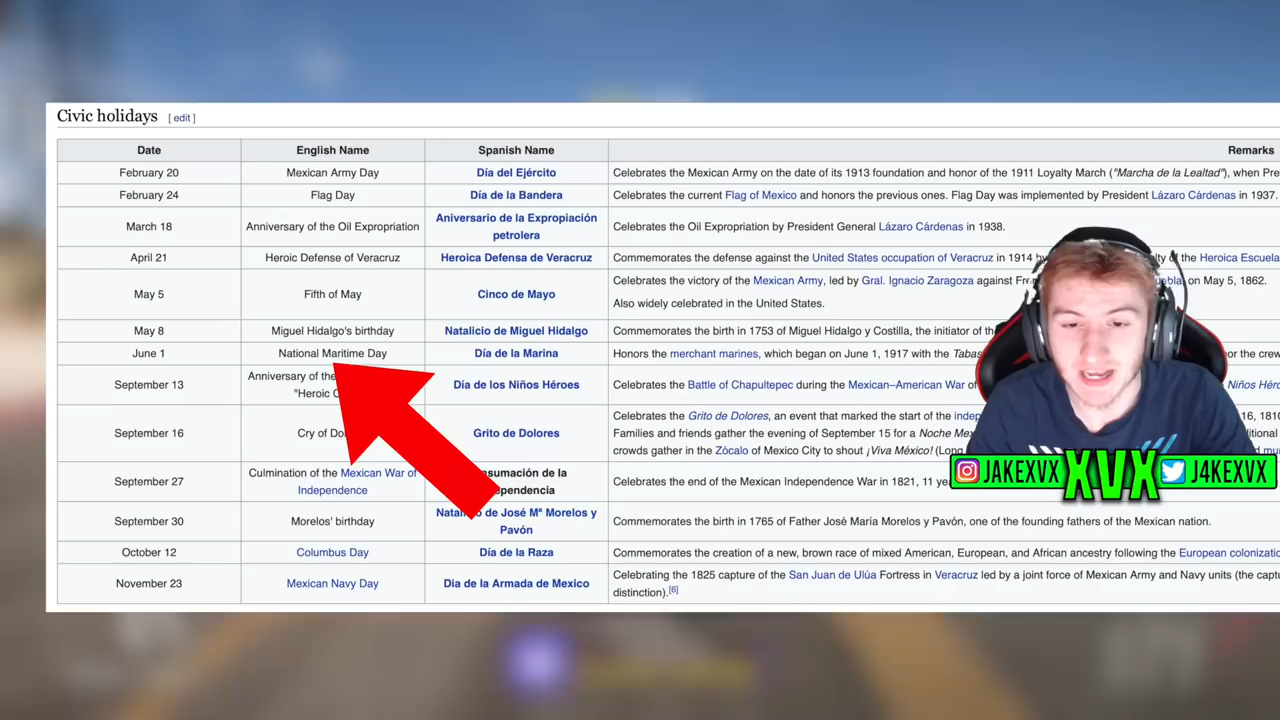 Civic holidays [ edit ]
Date English Name Spanish Name Remarks
February 20 Mexican Army Day Día del Ejército Celebrates the Mexican Army on the date of its 1913 foundation and honor of the 1911 Loyalty March ("Marcha de la Lealtad"), when Pre
February 24 Flag Day Día de la Bandera Celebrates the current Flag of Mexico and honors the previous ones. Flag Day was implemented by President Lázaro Cárdenas in 1937.
March 18 Anniversary of the Oil Expropriation Aniversario de la Expropiación
petrolera Celebrates the Oil Expropriation by President General Lázaro Cárdenas in 1938.
April 21 Heroic Defense of Veracruz Heroica Defensa de Veracruz Commemorates the defense against the United States occupation of Veracruz in 1914 by of the Heroica Escuela
May 5 Fifth of May Cinco de Mayo Celebrates the victory of the Mexican Army, led by Gral. Ignacio Zaragoza against on May 5, 1862.
Also widely celebrated in the United States.
May 8 Miguel Hidalgo's birthday Natalicio de Miguel Hidalgo Commemorates the birth in 1753 of Miguel Hidalgo y Costilla, the initiator of
June 1 National Maritime Day Día de la Marina Honors the merchant marines, which began on June 1, 1917 with the or the crew
September 13 Anniversary of the
"Heroic Día de los Niños Héroes Celebrates the Battle of Chapultepec during the Mexican–American War of Niños Hér
September 16 Cry of Grito de Dolores Celebrates the Grito de Dolores, an event that marked the start of the 16, 1810
Families and friends gather the evening of September 15 for a Noche
crowds gather in the Zócalo of Mexico City to shout ¡Viva México! (Long
September 27 Culmination of the Mexican War of
Independence de la Celebrates the end of the Mexican Independence War in 1821, 11
September 30 Morelos' birthday de José Mª Morelos y
Pavón Commemorates the birth in 1765 of Father José María Morelos y Pavón, one of the founding fathers of the Mexican nation.
October 12 Columbus Day Día de la Raza Commemorates the creation of a new, brown race of mixed American, European, and African ancestry following the European colonizatio
November 23 Mexican Navy Day Dia de la Armada de Mexico Celebrating the 1825 capture of the San Juan de Ulúa Fortress in Veracruz led by a joint force of Mexican Army and Navy units (the captu
distinction).[6]
JAKEXVX XVX J4KEXVX